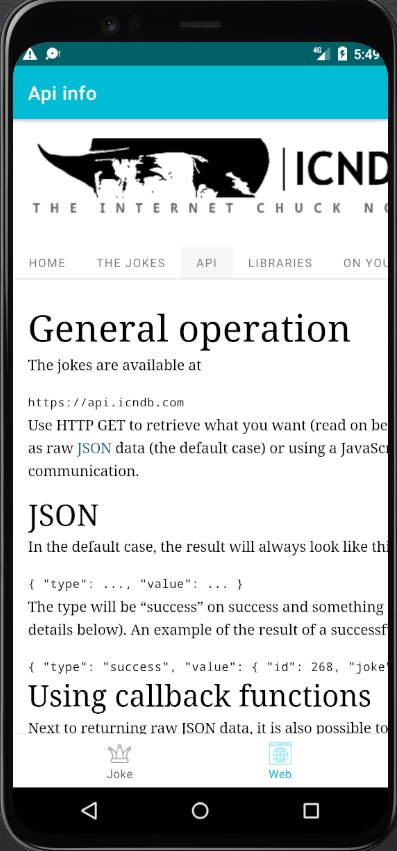 4G 5:49
Api info
ICND
THE INTERNET CHUCK NO
HOME THE JOKES API LIBRARIES ON YOU
General operation
The jokes are available at
https://api.icndb.com
Use HTTP GET to retrieve what you want (read on be
as raw JSON data (the default case) or using a JavaScr
communication.
JSON
In the default case, the result will always look like thi
{ "type": ..., "value": ... }
The type will be “success” on success and something
details below). An example of the result of a successf
{ "type": "success", "value": { "id": 268, "joke"
Using callback functions
Next to returning raw JSON data, it is also possible to
Joke Web